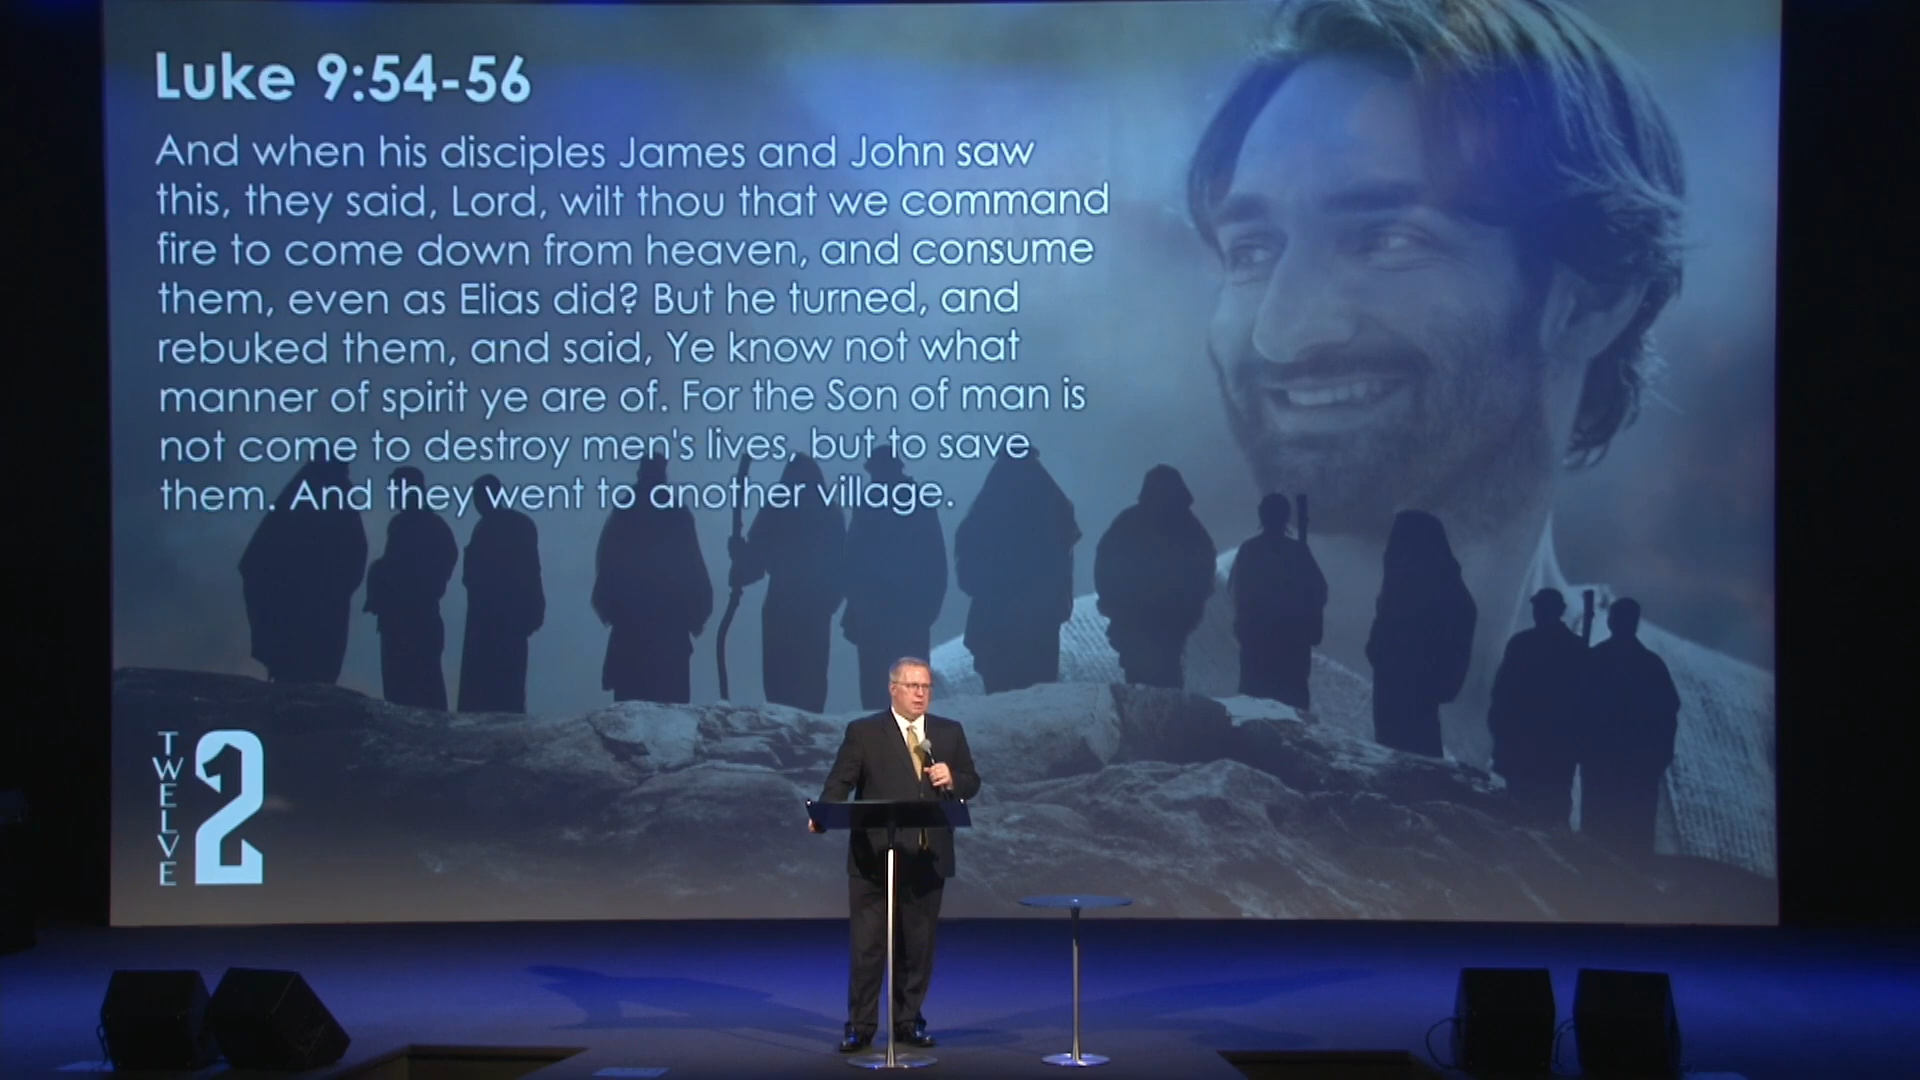 Luke 9:54-56
And when his disciples James and John saw
this, they said, Lord, wilt thou that we command
fire to come down from heaven, and consume
them, even as Elias did? But he turned, and
rebuked them, and said, Ye know not what
manner of spirit ye are of. For the Son of man is
not come to destroy men's lives, but to save
them. And they went to another village.
TWELVE
12